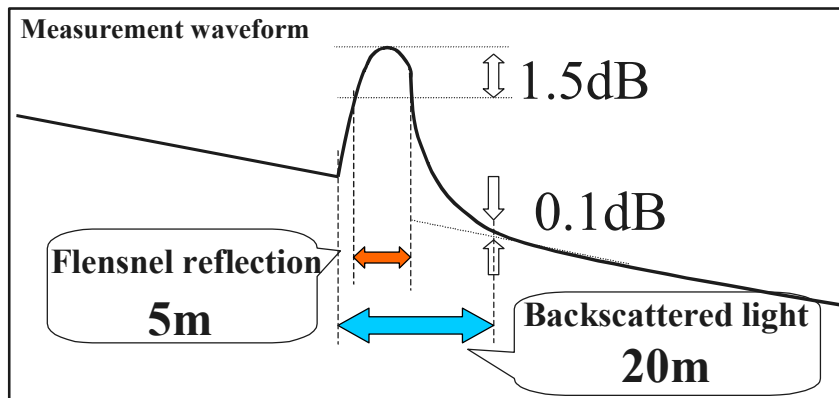 Measurement waveform
1.5dB
0.1dB
Flensnel reflection
5m
Backscattered light
20m